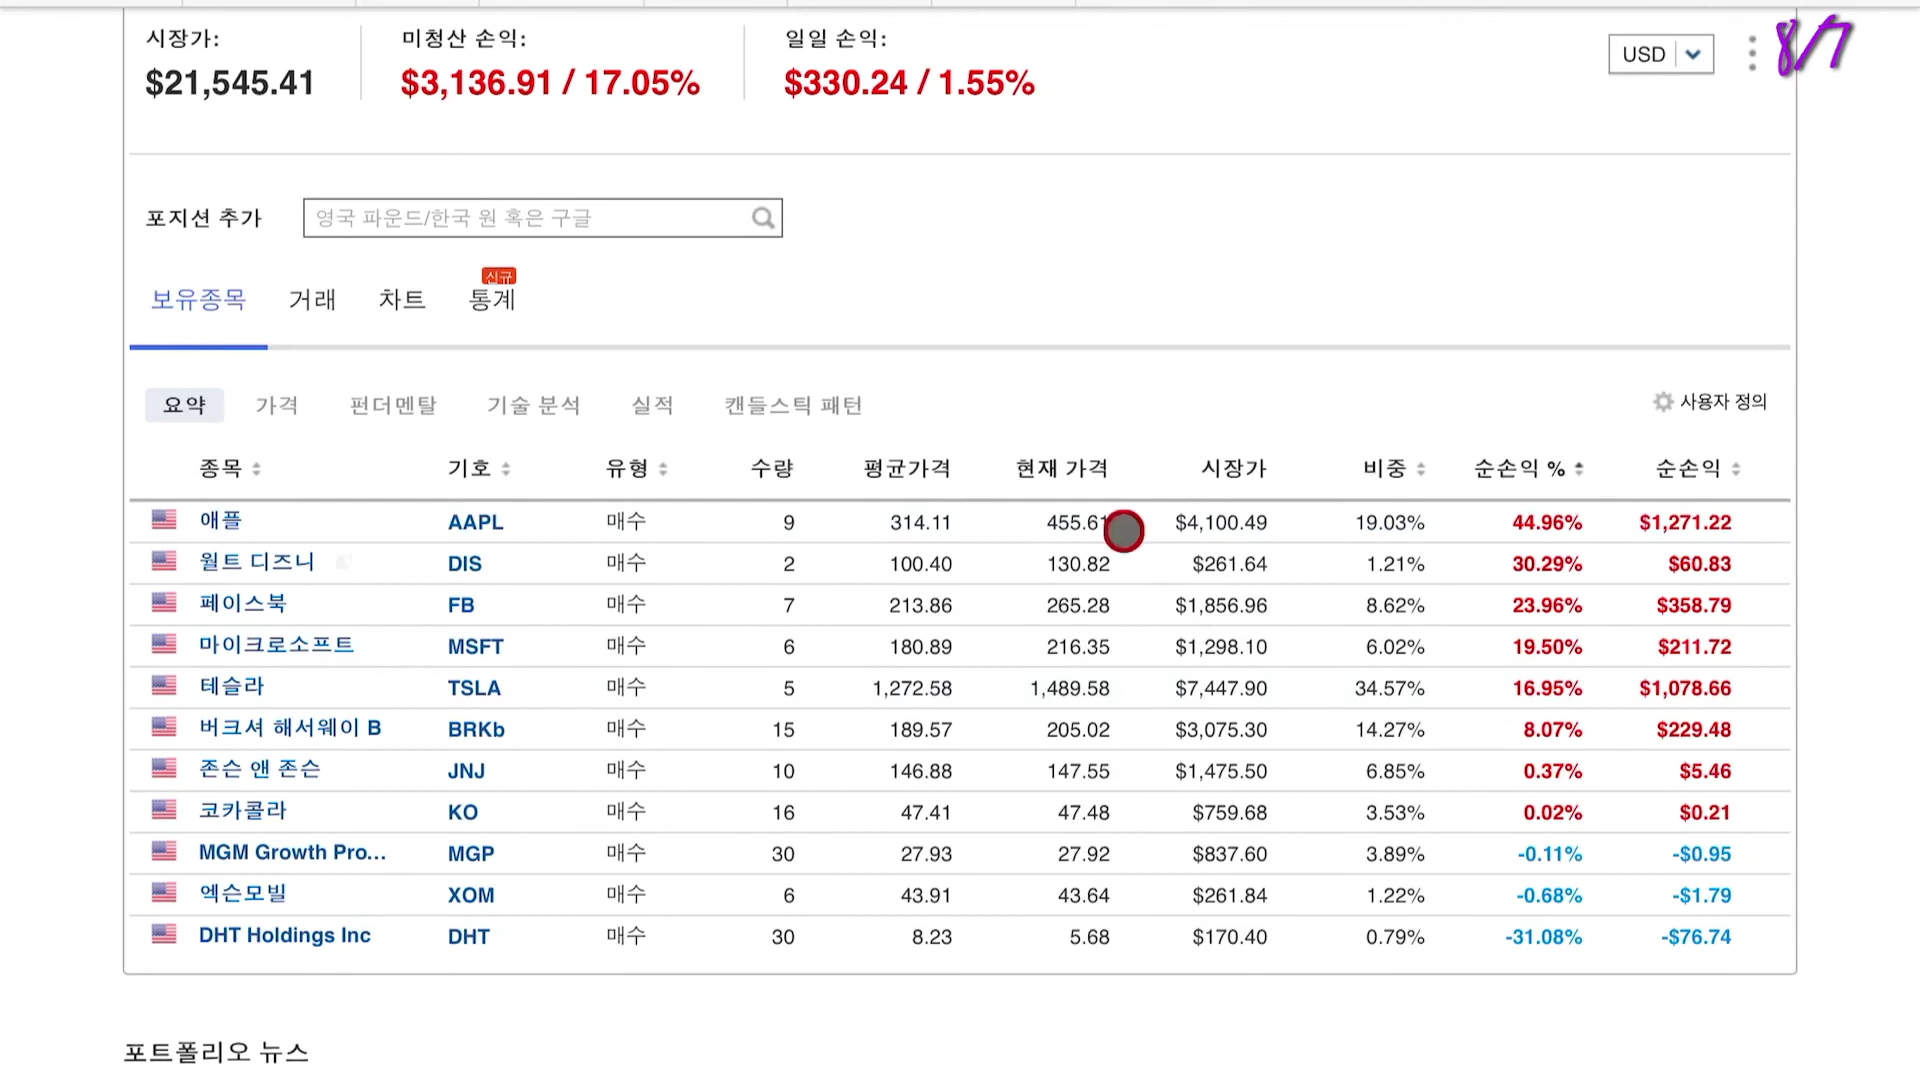 시장가: 미청산 손익: 일일 손익:
$21,545.41 $3,136.91 / 17.05% $330.24 / 1.55%
USD
8/7
포지션 추가 영국 파운드/한국 원 혹은 구글
신규
보유종목 거래 차트 통계
요약 가격 펀더멘탈 기술 분석 실적 캔들스틱 패턴 사용자 정의
종목 기호 유형 수량 평균가격 현재 가격 시장가 비중 순손익 % 순손익
애플 AAPL 매수 9 314.11 455.61 $4,100.49 19.03% 44.96% $1,271.22
월트 디즈니 DIS 매수 2 100.40 130.82 $261.64 1.21% 30.29% $60.83
페이스북 FB 매수 7 213.86 265.28 $1,856.96 8.62% 23.96% $358.79
마이크로소프트 MSFT 매수 6 180.89 216.35 $1,298.10 6.02% 19.50% $211.72
테슬라 TSLA 매수 5 1,272.58 1,489.58 $7,447.90 34.57% 16.95% $1,078.66
버크셔 해서웨이 B BRKb 매수 15 189.57 205.02 $3,075.30 14.27% 8.07% $229.48
존슨 앤 존슨 JNJ 매수 10 146.88 147.55 $1,475.50 6.85% 0.37% $5.46
코카콜라 KO 매수 16 47.41 47.48 $759.68 3.53% 0.02% $0.21
MGM Growth Pro... MGP 매수 30 27.93 27.92 $837.60 3.89% -0.11% -$0.95
엑슨모빌 XOM 매수 6 43.91 43.64 $261.84 1.22% -0.68% -$1.79
DHT Holdings Inc DHT 매수 30 8.23 5.68 $170.40 0.79% -31.08% -$76.74
포트폴리오 뉴스